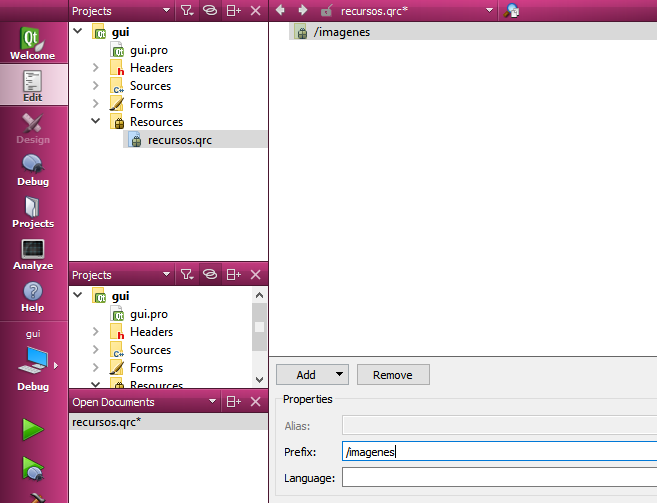 Projects
recursos.qrc*
Welcome
Edit
Design
Debug
Projects
Analyze
Help
gui
Debug
gui
gui.pro
Headers
Sources
Forms
Resources
recursos.qrc
Projects
gui
gui.pro
Headers
Sources
Forms
Resources
Open Documents
recursos.qrc*
/imagenes
Add
Remove
Properties
Alias:
Prefix: /imagenes
Language: